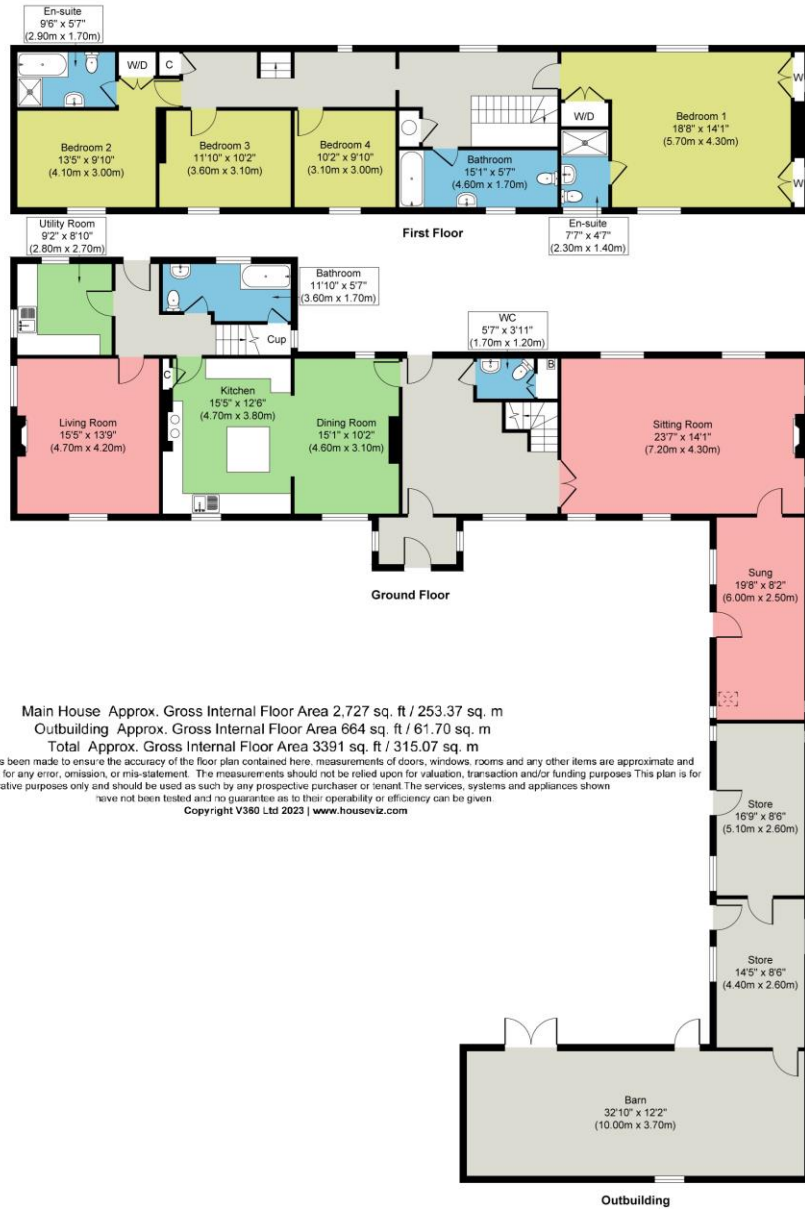 En-suite
9'6" x 5'7"
(2.90m x 1.70m)
W/D
C
Bedroom 2
13'5" x 9'10"
(4.10m x 3.00m)
Bedroom 3
11'10" x 10'2"
(3.60m x 3.10m)
Bedroom 4
10'2" x 9'10"
(3.10m x 3.00m)
Bathroom
15'1" x 5'7"
(4.60m x 1.70m)
W/D
Bedroom 1
18'8" x 14'1"
(5.70m x 4.30m)
W
W
En-suite
7'7" x 4'7"
(2.30m x 1.40m)
First Floor
Utility Room
9'2" x 8'10"
(2.80m x 2.70m)
Bathroom
11'10" x 5'7"
(3.60m x 1.70m)
Cup
WC
5'7" x 3'11"
(1.70m x 1.20m)
B
C
Living Room
15'5" x 13'9"
(4.70m x 4.20m)
Kitchen
15'5" x 12'6"
(4.70m x 3.80m)
Dining Room
15'1" x 10'2"
(4.60m x 3.10m)
Sitting Room
23'7" x 14'1"
(7.20m x 4.30m)
Sung
19'8" x 8'2"
(6.00m x 2.50m)
Ground Floor
Store
16'9" x 8'6"
(5.10m x 2.60m)
Store
14'5" x 8'6"
(4.40m x 2.60m)
Barn
32'10" x 12'2"
(10.00m x 3.70m)
Outbuilding
Main House Approx. Gross Internal Floor Area 2,727 sq. ft / 253.37 sq. m
Outbuilding Approx. Gross Internal Floor Area 664 sq. ft / 61.70 sq. m
Total Approx. Gross Internal Floor Area 3391 sq. ft / 315.07 sq. m
s been made to ensure the accuracy of the floor plan contained here, measurements of doors, windows, rooms and any other items are approximate and
for any error, omission, or mis-statement. The measurements should not be relied upon for valuation, transaction and/or funding purposes This plan is for
rative purposes only and should be used as such by any prospective purchaser or tenant.The services, systems and appliances shown
have not been tested and no guarantee as to their operability or efficiency can be given.
Copyright V360 Ltd 2023 | www.houseviz.com